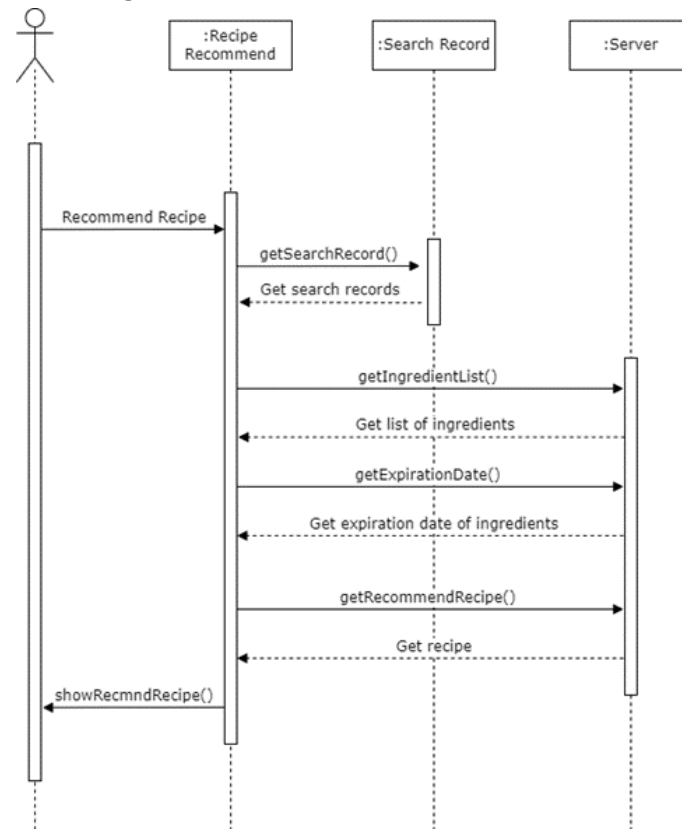 :Recipe
Recommend
:Search Record
:Server
Recommend Recipe
getSearchRecord()
Get search records
getIngredientList()
Get list of ingredients
getExpirationDate()
Get expiration date of ingredients
getRecommendRecipe()
Get recipe
showRecmndRecipe()